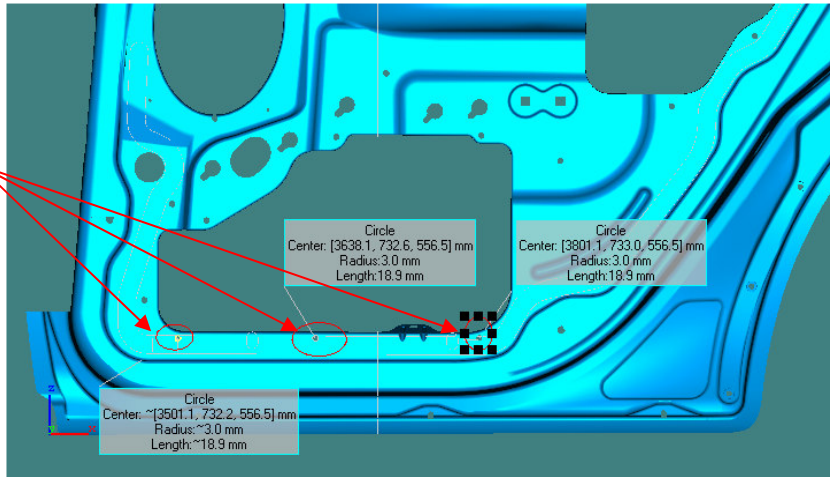 Circle
Center: [3638.1, 732.6, 556.5] mm
Radius:3.0 mm
Length:18.9 mm
Circle
Center: [3801.1, 733.0, 556.5] mm
Radius:3.0 mm
Length:18.9 mm
Circle
Center: ~[3501.1, 732.2, 556.5] mm
Radius:~3.0 mm
Length:~18.9 mm